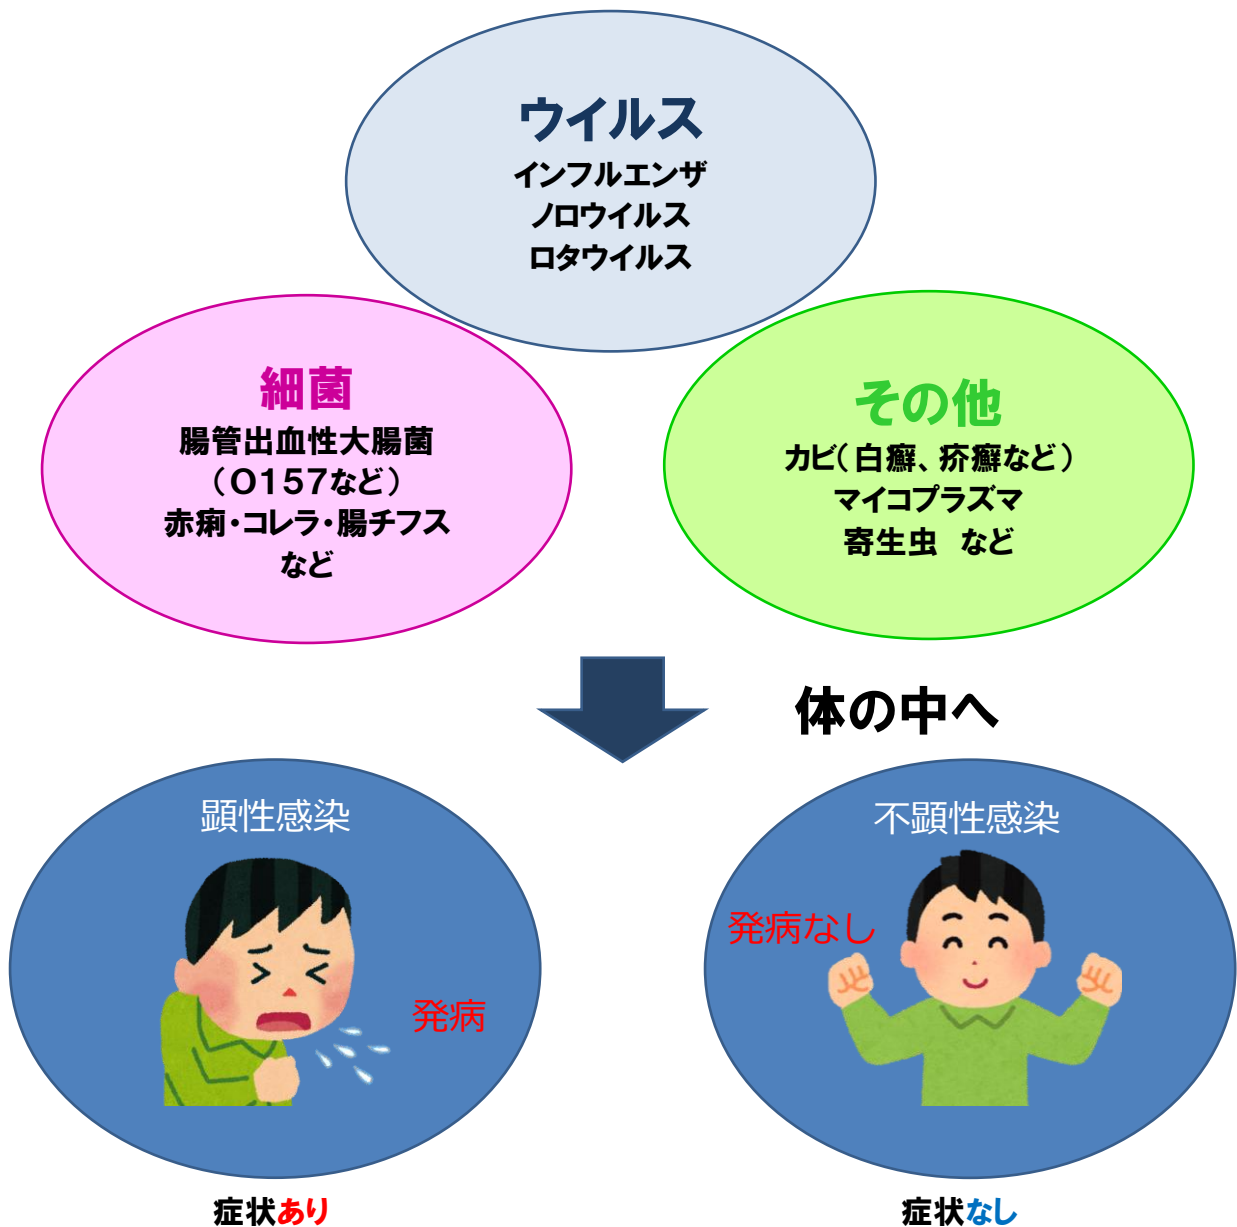 ウイルス
インフルエンザ
ノロウイルス
ロタウイルス
細菌
腸管出血性大腸菌
（O157など）
赤痢・コレラ・腸チフス
など
その他
カビ（白癬、疥癬など）
マイコプラズマ
寄生虫　など
体の中へ
顕性感染
発病
症状あり
不顕性感染
発病なし
症状なし